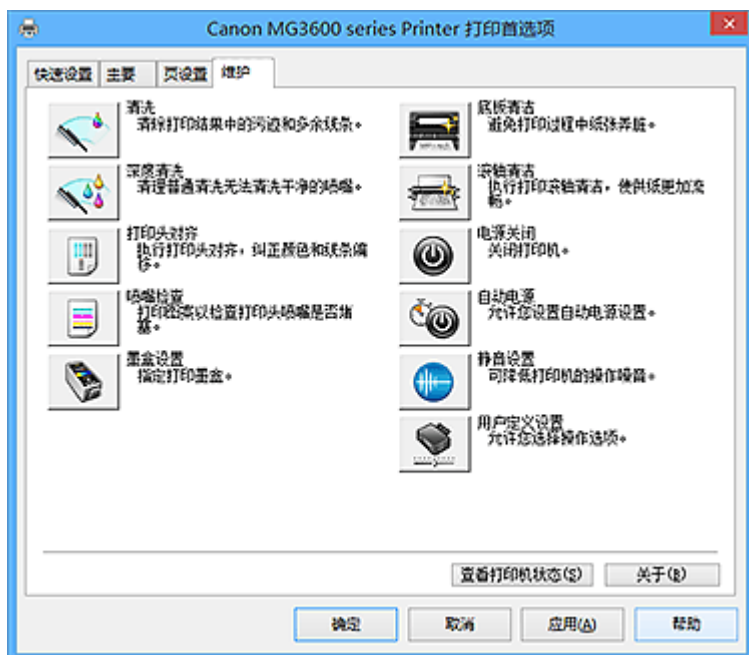 Canon MG3600 series Printer 打印首选项
快速设置 主要 页设置 维护
清洗
清除打印结果中的污迹和多余线条。
深度清洗
清理普通清洗无法清洗干净的喷嘴。
打印头对齐
执行打印头对齐，纠正颜色和线条偏
移。
喷嘴检查
打印图案以检查打印头喷嘴是否堵
塞。
墨盒设置
指定打印墨盒。
底板清洁
避免打印过程中纸张弄脏。
滚轴清洁
执行打印滚轴清洁，使供纸更加流
畅。
电源关闭
关闭打印机。
自动电源
允许您设置自动电源设置。
静音设置
可降低打印机的操作噪音。
用户定义设置
允许您选择操作选项。
查看打印机状态(S) 关于(B)
确定 取消 应用(A) 帮助